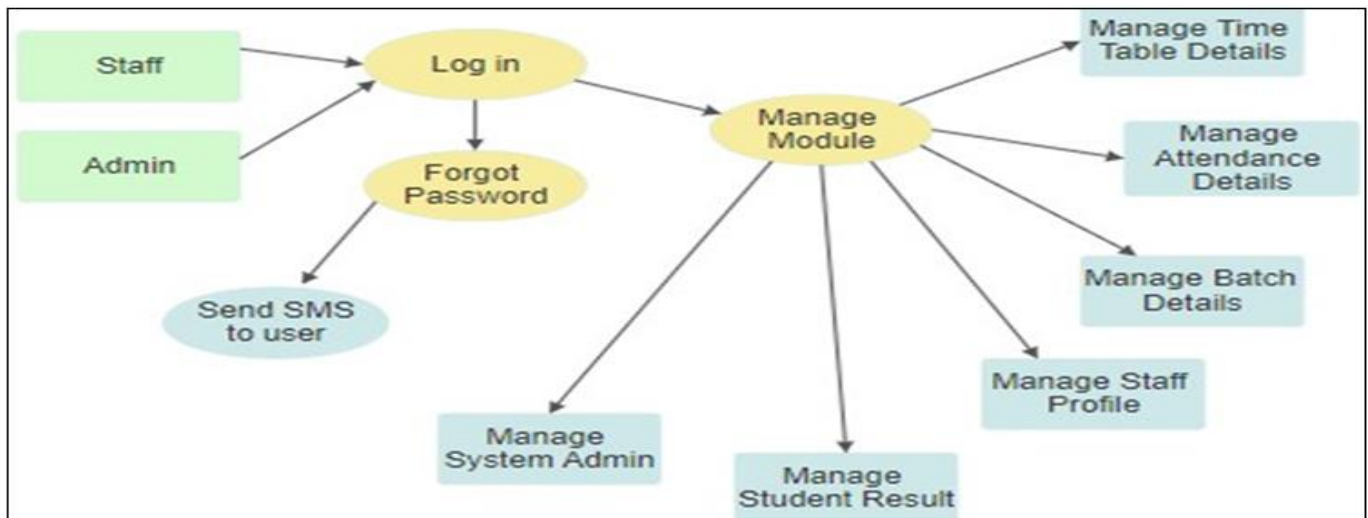 Staff
Log in
Manage Time
Table Details
Manage
Module
Manage
Attendance
Details
Admin
Forgot
Password
Manage Batch
Details
Send SMS
to user
Manage Staff
Profile
Manage
System Admin
Manage
Student Result